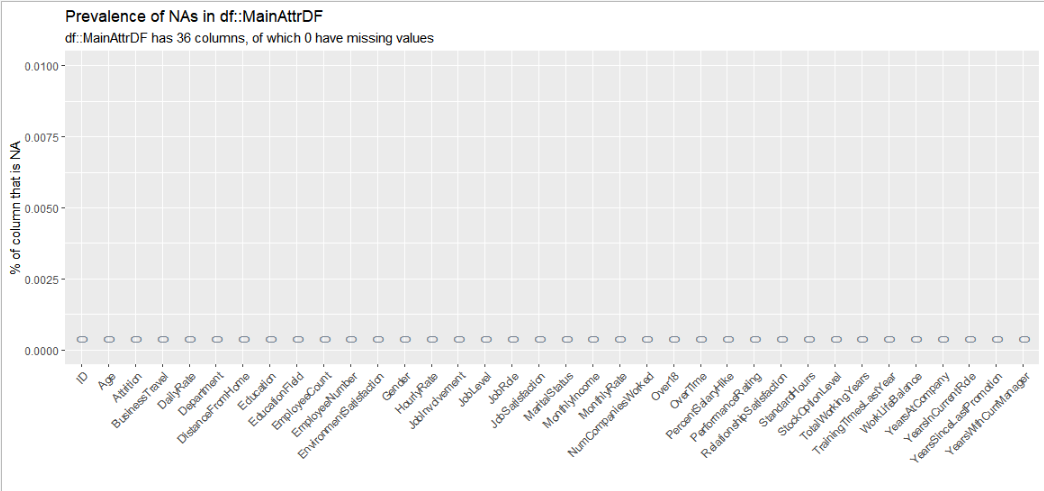 Prevalence of NAs in df::MainAttrDF
df::MainAttrDF has 36 columns, of which 0 have missing values
% of column that is NA
0.0100
0.0075
0.0050
0.0025
0.0000
0 0 0 0 0 0 0 0 0 0 0 0 0 0 0 0 0 0 0 0 0 0 0 0 0 0 0 0 0 0 0 0 0 0 0 0
ID
Age
Attrition
BusinessTravel
DailyRate
Department
DistanceFromHome
Education
EducationField
EmployeeCount
EmployeeNumber
EnvironmentSatisfaction
Gender
HourlyRate
JobInvolvement
JobLevel
JobRole
JobSatisfaction
MaritalStatus
MonthlyIncome
MonthlyRate
NumCompaniesWorked
Over18
OverTime
PercentSalaryHike
PerformanceRating
RelationshipSatisfaction
StandardHours
StockOptionLevel
TotalWorkingYears
TrainingTimesLastYear
WorkLifeBalance
YearsAtCompany
YearsInCurrentRole
YearsSinceLastPromotion
YearsWithCurrManager